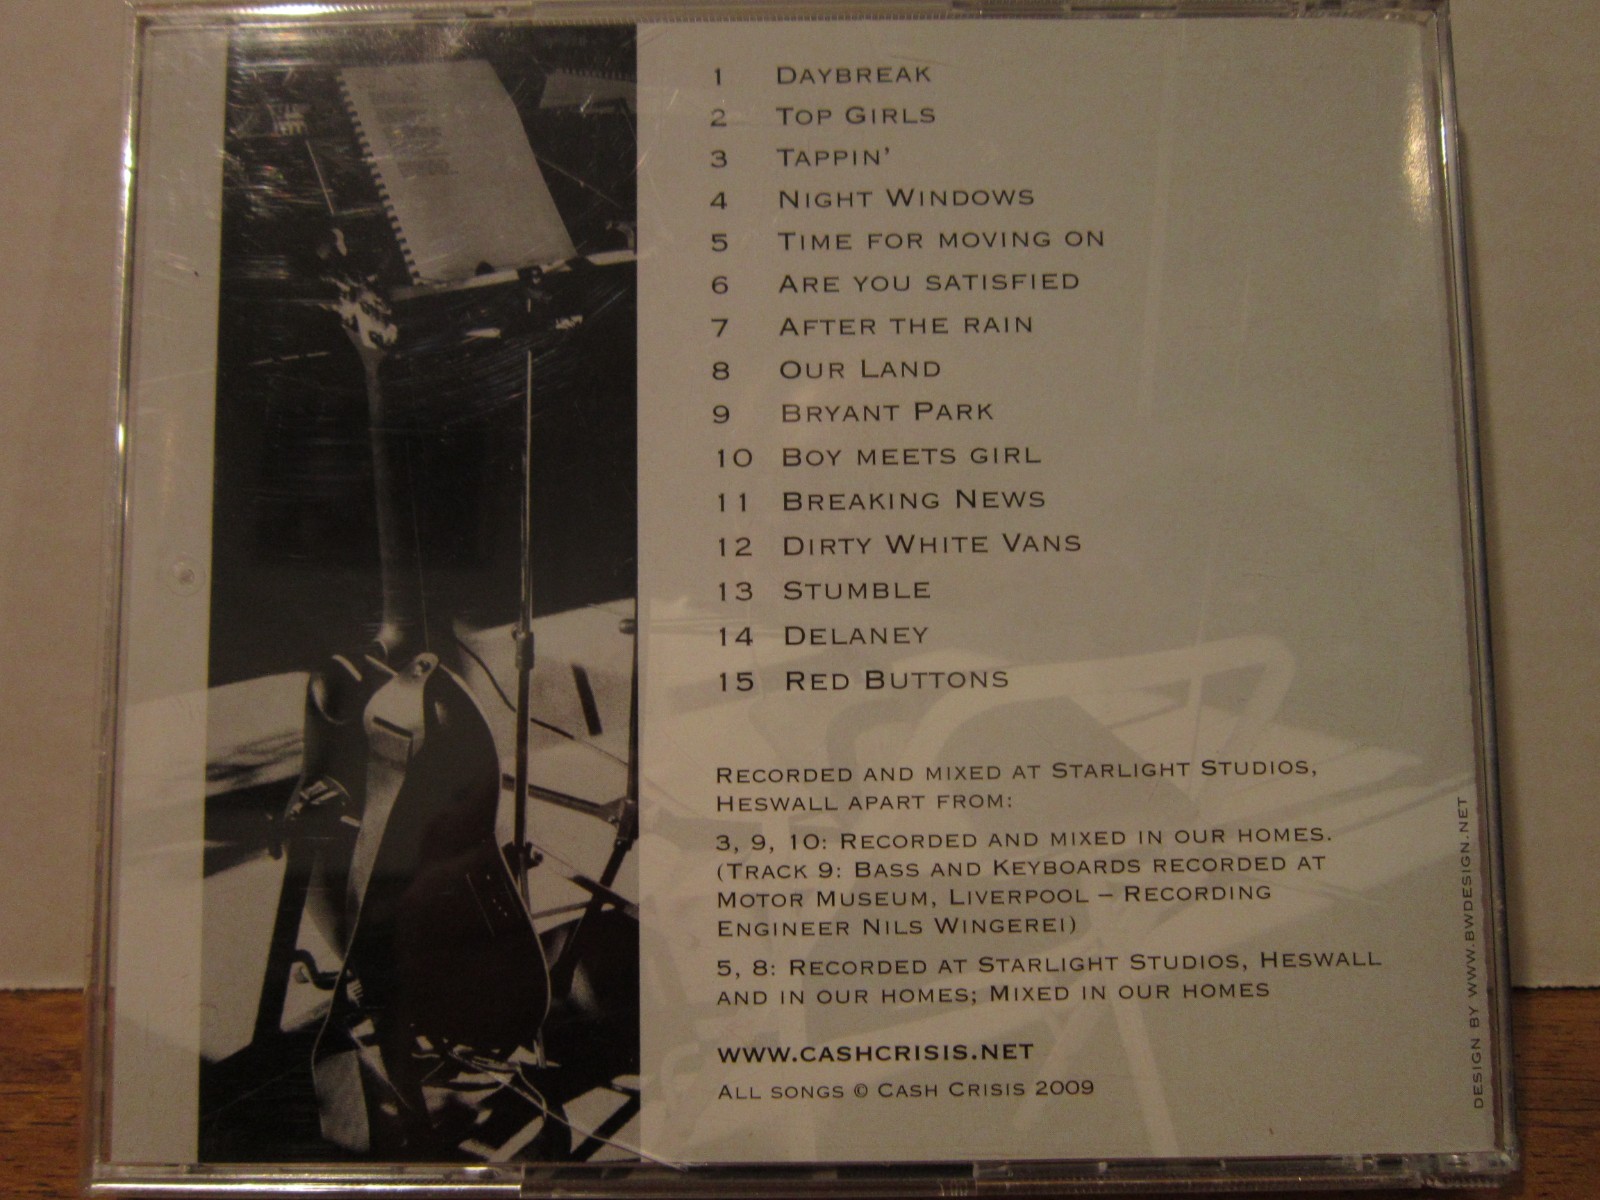 1 DAYBREAK
2 TOP GIRLS
3 TAPPIN'
4 NIGHT WINDOWS
5 TIME FOR MOVING ON
6 ARE YOU SATISFIED
7 AFTER THE RAIN
8 OUR LAND
9 BRYANT PARK
10 BOY MEETS GIRL
11 BREAKING NEWS
12 DIRTY WHITE VANS
13 STUMBLE
14 DELANEY
15 RED BUTTONS
RECORDED AND MIXED AT STARLIGHT STUDIOS,
HESWALL APART FROM:
3, 9, 10: RECORDED AND MIXED IN OUR HOMES.
(TRACK 9: BASS AND KEYBOARDS RECORDED AT
MOTOR MUSEUM, LIVERPOOL – RECORDING
ENGINEER NILS WINGEREI)
5, 8: RECORDED AT STARLIGHT STUDIOS, HESWALL
AND IN OUR HOMES; MIXED IN OUR HOMES
WWW.CASHCRISIS.NET
ALL SONGS © CASH CRISIS 2009
DESIGN BY WWW.BWDESIGN.NET